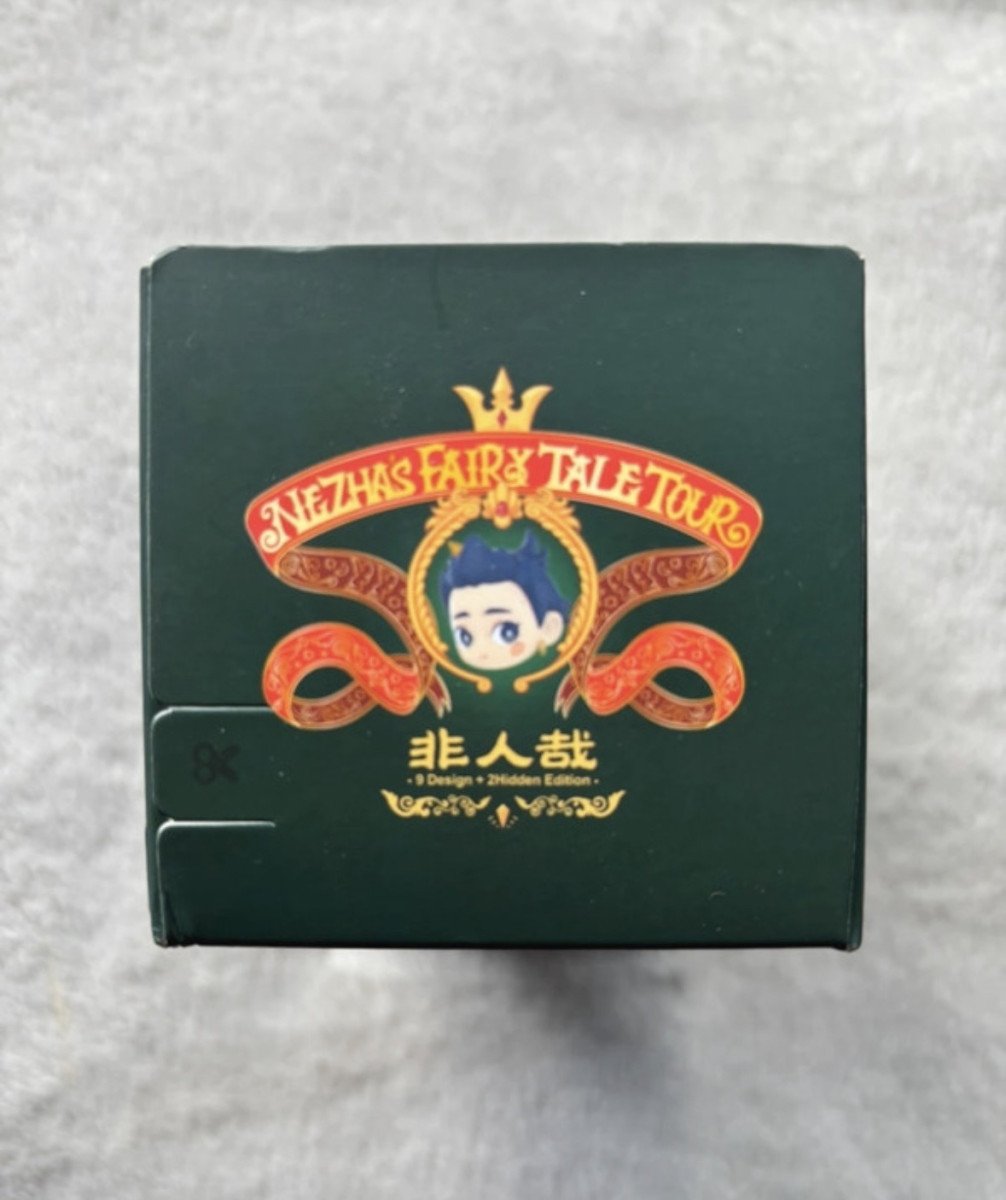 NEZHA'S FAIRY TALE TOUR
非人哉
· 9 Design + 2Hidden Edition ·